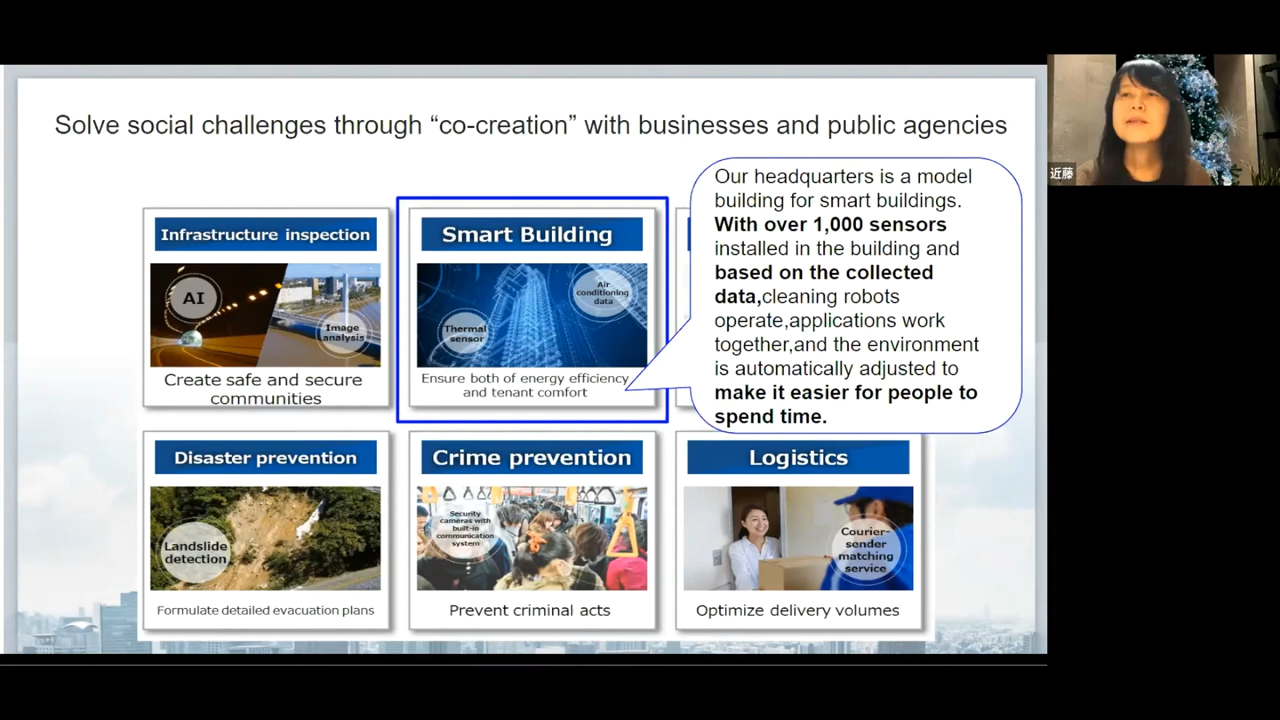 Solve social challenges through “co-creation” with businesses and public agencies
近藤
Infrastructure inspection
AI
Image
analysis
Create safe and secure
communities
Smart Building
Air
conditioning
data
Thermal
sensor
Ensure both of energy efficiency
and tenant comfort
Our headquarters is a model
building for smart buildings.
With over 1,000 sensors
installed in the building and
based on the collected
data,cleaning robots
operate,applications work
together,and the environment
is automatically adjusted to
make it easier for people to
spend time.
Disaster prevention
Landslide
detection
Formulate detailed evacuation plans
Crime prevention
Security
cameras with
built-in
communication
system
Prevent criminal acts
Logistics
Courier-
sender
matching
service
Optimize delivery volumes